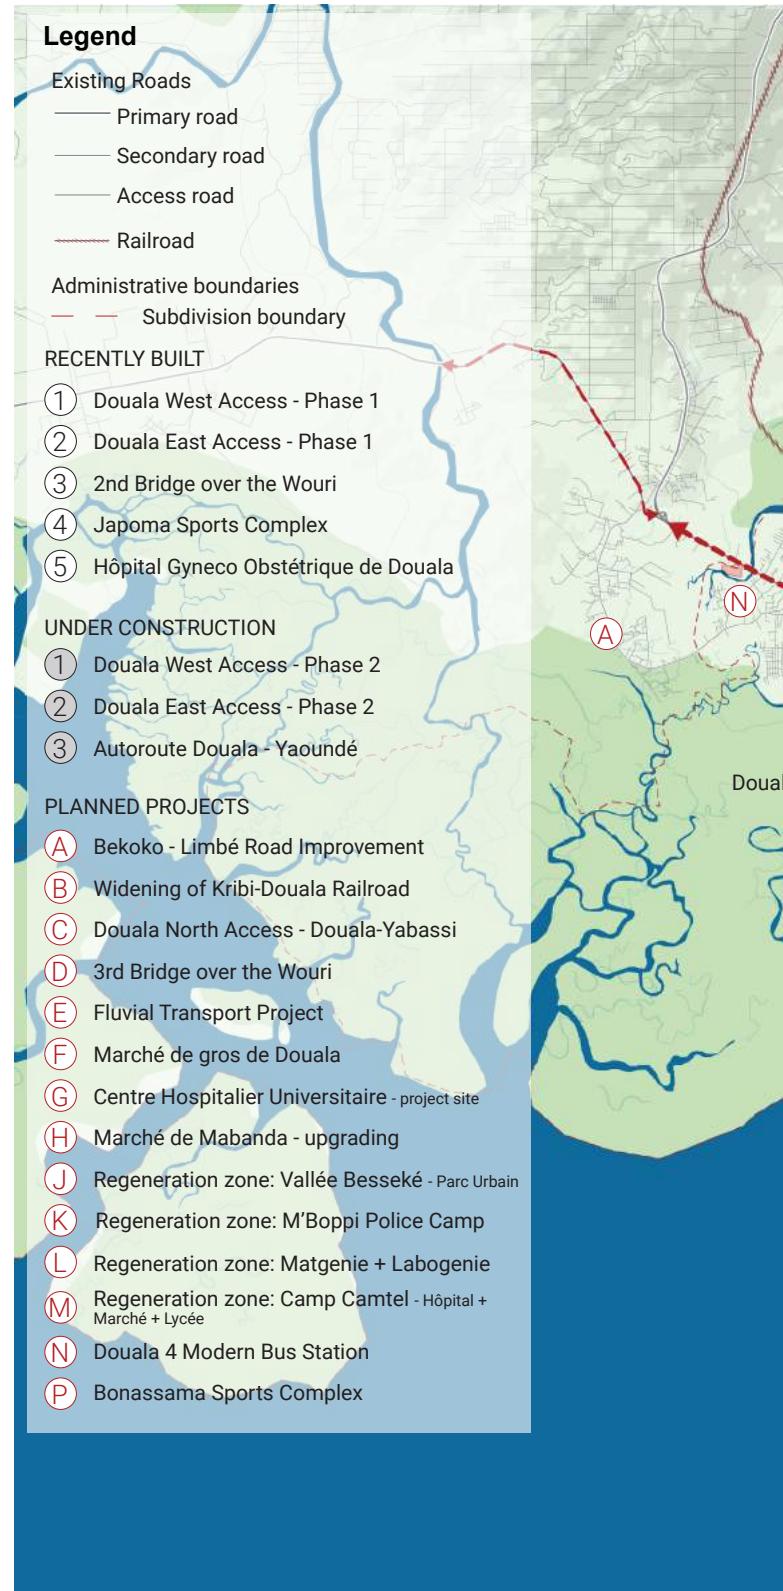 Legend
Existing Roads
Primary road
Secondary road
Access road
Railroad
Administrative boundaries
Subdivision boundary
RECENTLY BUILT
1 Douala West Access - Phase 1
2 Douala East Access - Phase 1
3 2nd Bridge over the Wouri
4 Japoma Sports Complex
5 Hôpital Gyneco Obstétrique de Douala
UNDER CONSTRUCTION
1 Douala West Access - Phase 2
2 Douala East Access - Phase 2
3 Autoroute Douala - Yaoundé
PLANNED PROJECTS
A Bekoko - Limbé Road Improvement
B Widening of Kribi-Douala Railroad
C Douala North Access - Douala-Yabassi
D 3rd Bridge over the Wouri
E Fluvial Transport Project
F Marché de gros de Douala
G Centre Hospitalier Universitaire - project site
H Marché de Mabanda - upgrading
J Regeneration zone: Vallée Besseké - Parc Urbain
K Regeneration zone: M'Boppi Police Camp
L Regeneration zone: Matgenie + Labogenie
M Regeneration zone: Camp Camtel - Hôpital +
Marché + Lycée
N Douala 4 Modern Bus Station
P Bonassama Sports Complex
N
A
Doual